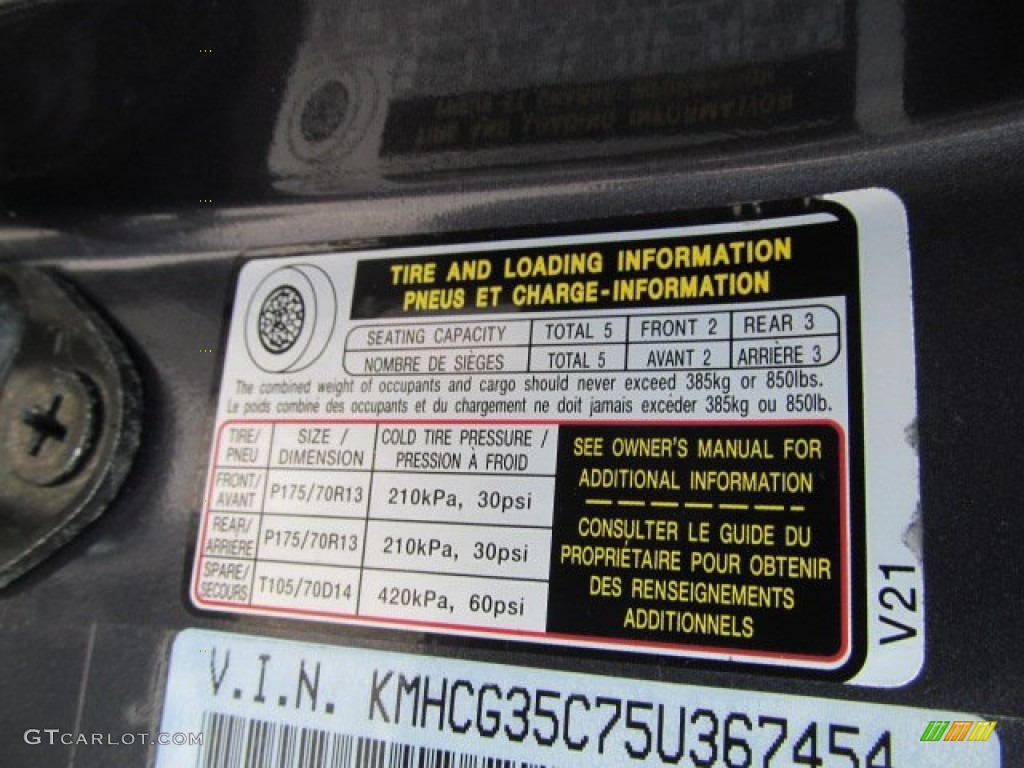 TIRE AND LOADING INFORMATION
PNEUS ET CHARGE-INFORMATION
SEATING CAPACITY TOTAL 5 FRONT 2 REAR 3
NOMBRE DE SIÈGES TOTAL 5 AVANT 2 ARRIÈRE 3
The combined weight of occupants and cargo should never exceed 385kg or 850lbs.
Le poids combiné des occupants et du chargement ne doit jamais excéder 385kg ou 850lb.
TIRE/ PNEU SIZE / DIMENSION COLD TIRE PRESSURE / PRESSION À FROID
FRONT/ AVANT P175/70R13 210kPa, 30psi
REAR/ ARRIÈRE P175/70R13 210kPa, 30psi
SPARE/ SECOURS T105/70D14 420kPa, 60psi
SEE OWNER'S MANUAL FOR
ADDITIONAL INFORMATION
CONSULTER LE GUIDE DU
PROPRIÉTAIRE POUR OBTENIR
DES RENSEIGNEMENTS
ADDITIONNELS
V21
V.I.N. KMHCG35C75U367454
GTCARLOT.COM